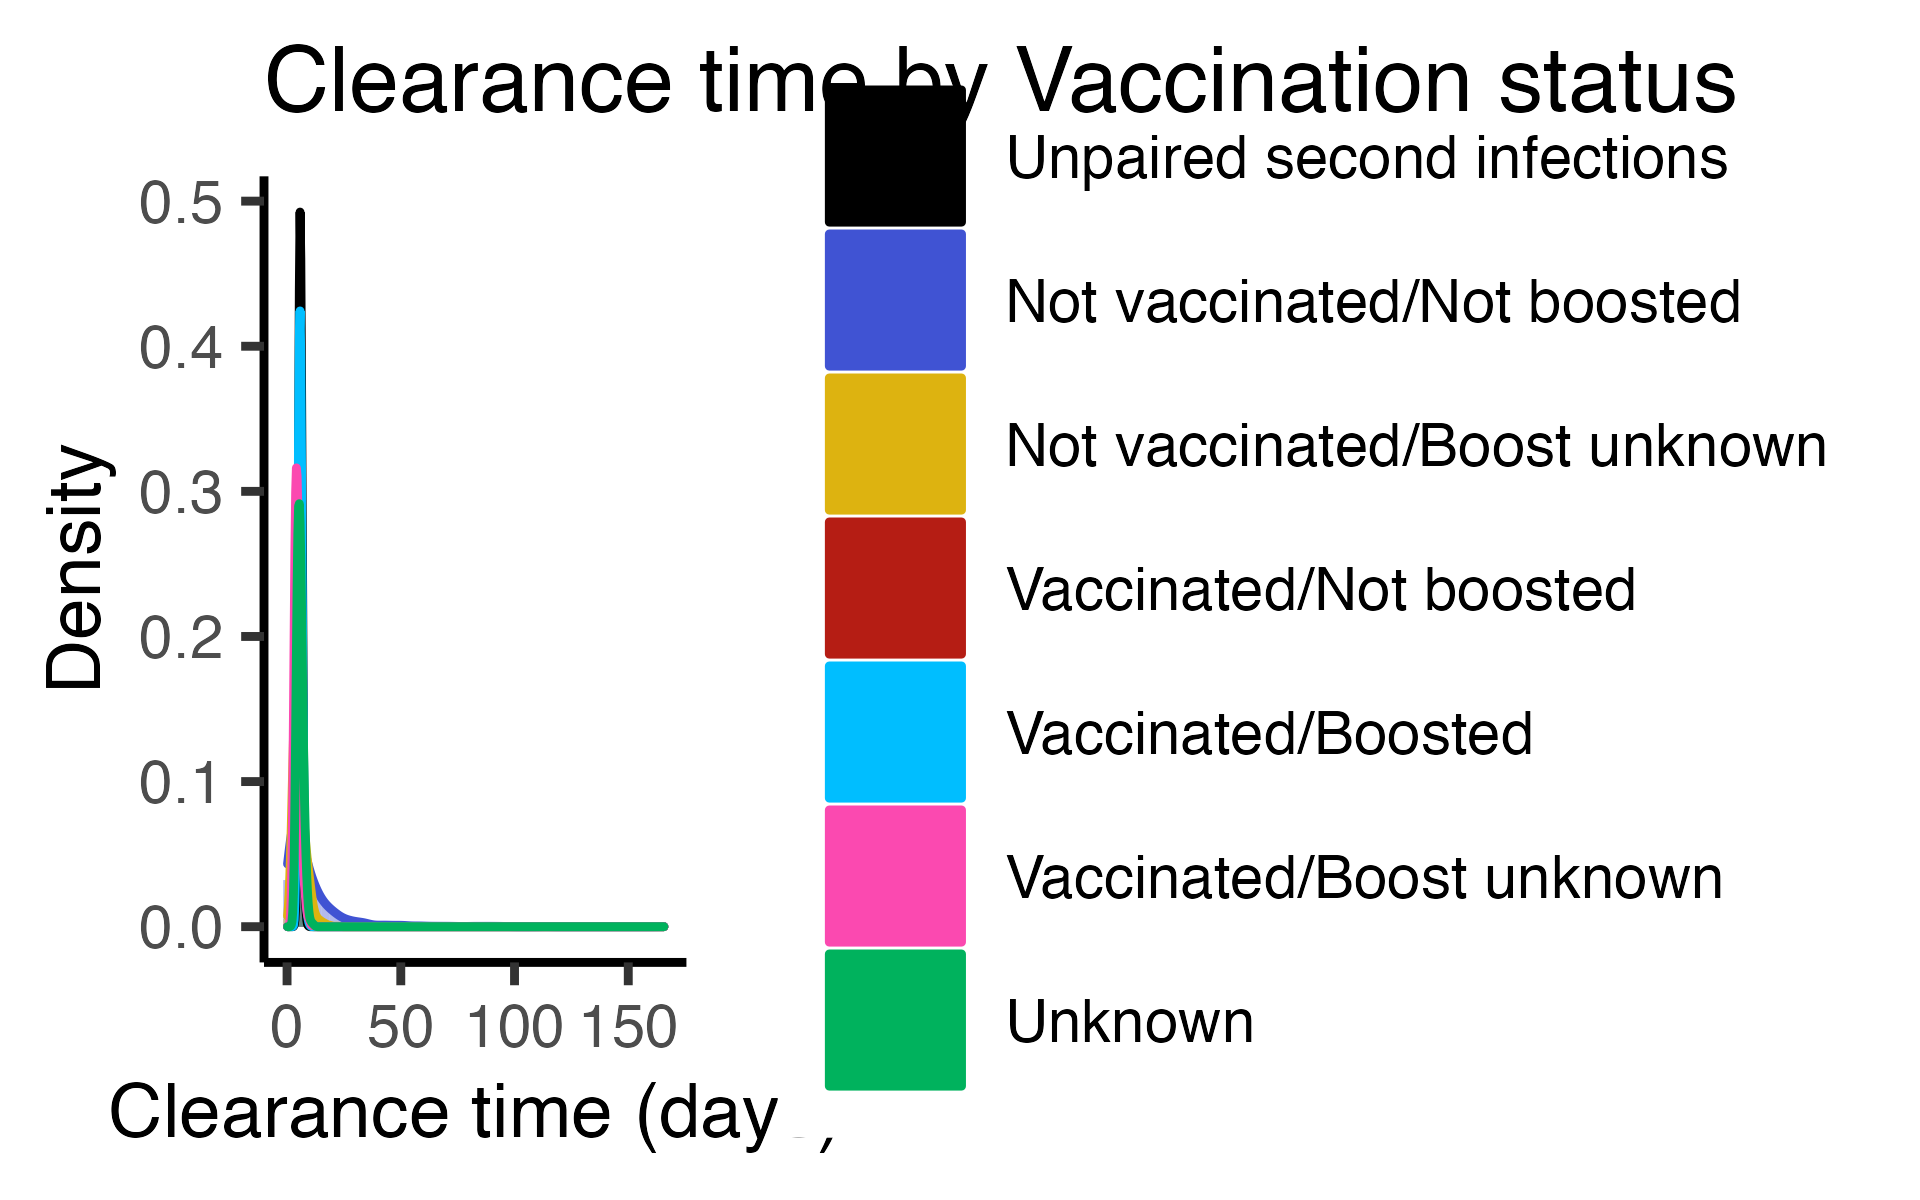 Clearance time by Vaccination status
Unpaired second infections
Not vaccinated/Not boosted
Not vaccinated/Boost unknown
Vaccinated/Not boosted
Vaccinated/Boosted
Vaccinated/Boost unknown
Unknown
Density
0.5
0.4
0.3
0.2
0.1
0.0
0 50 100 150
Clearance time (days)